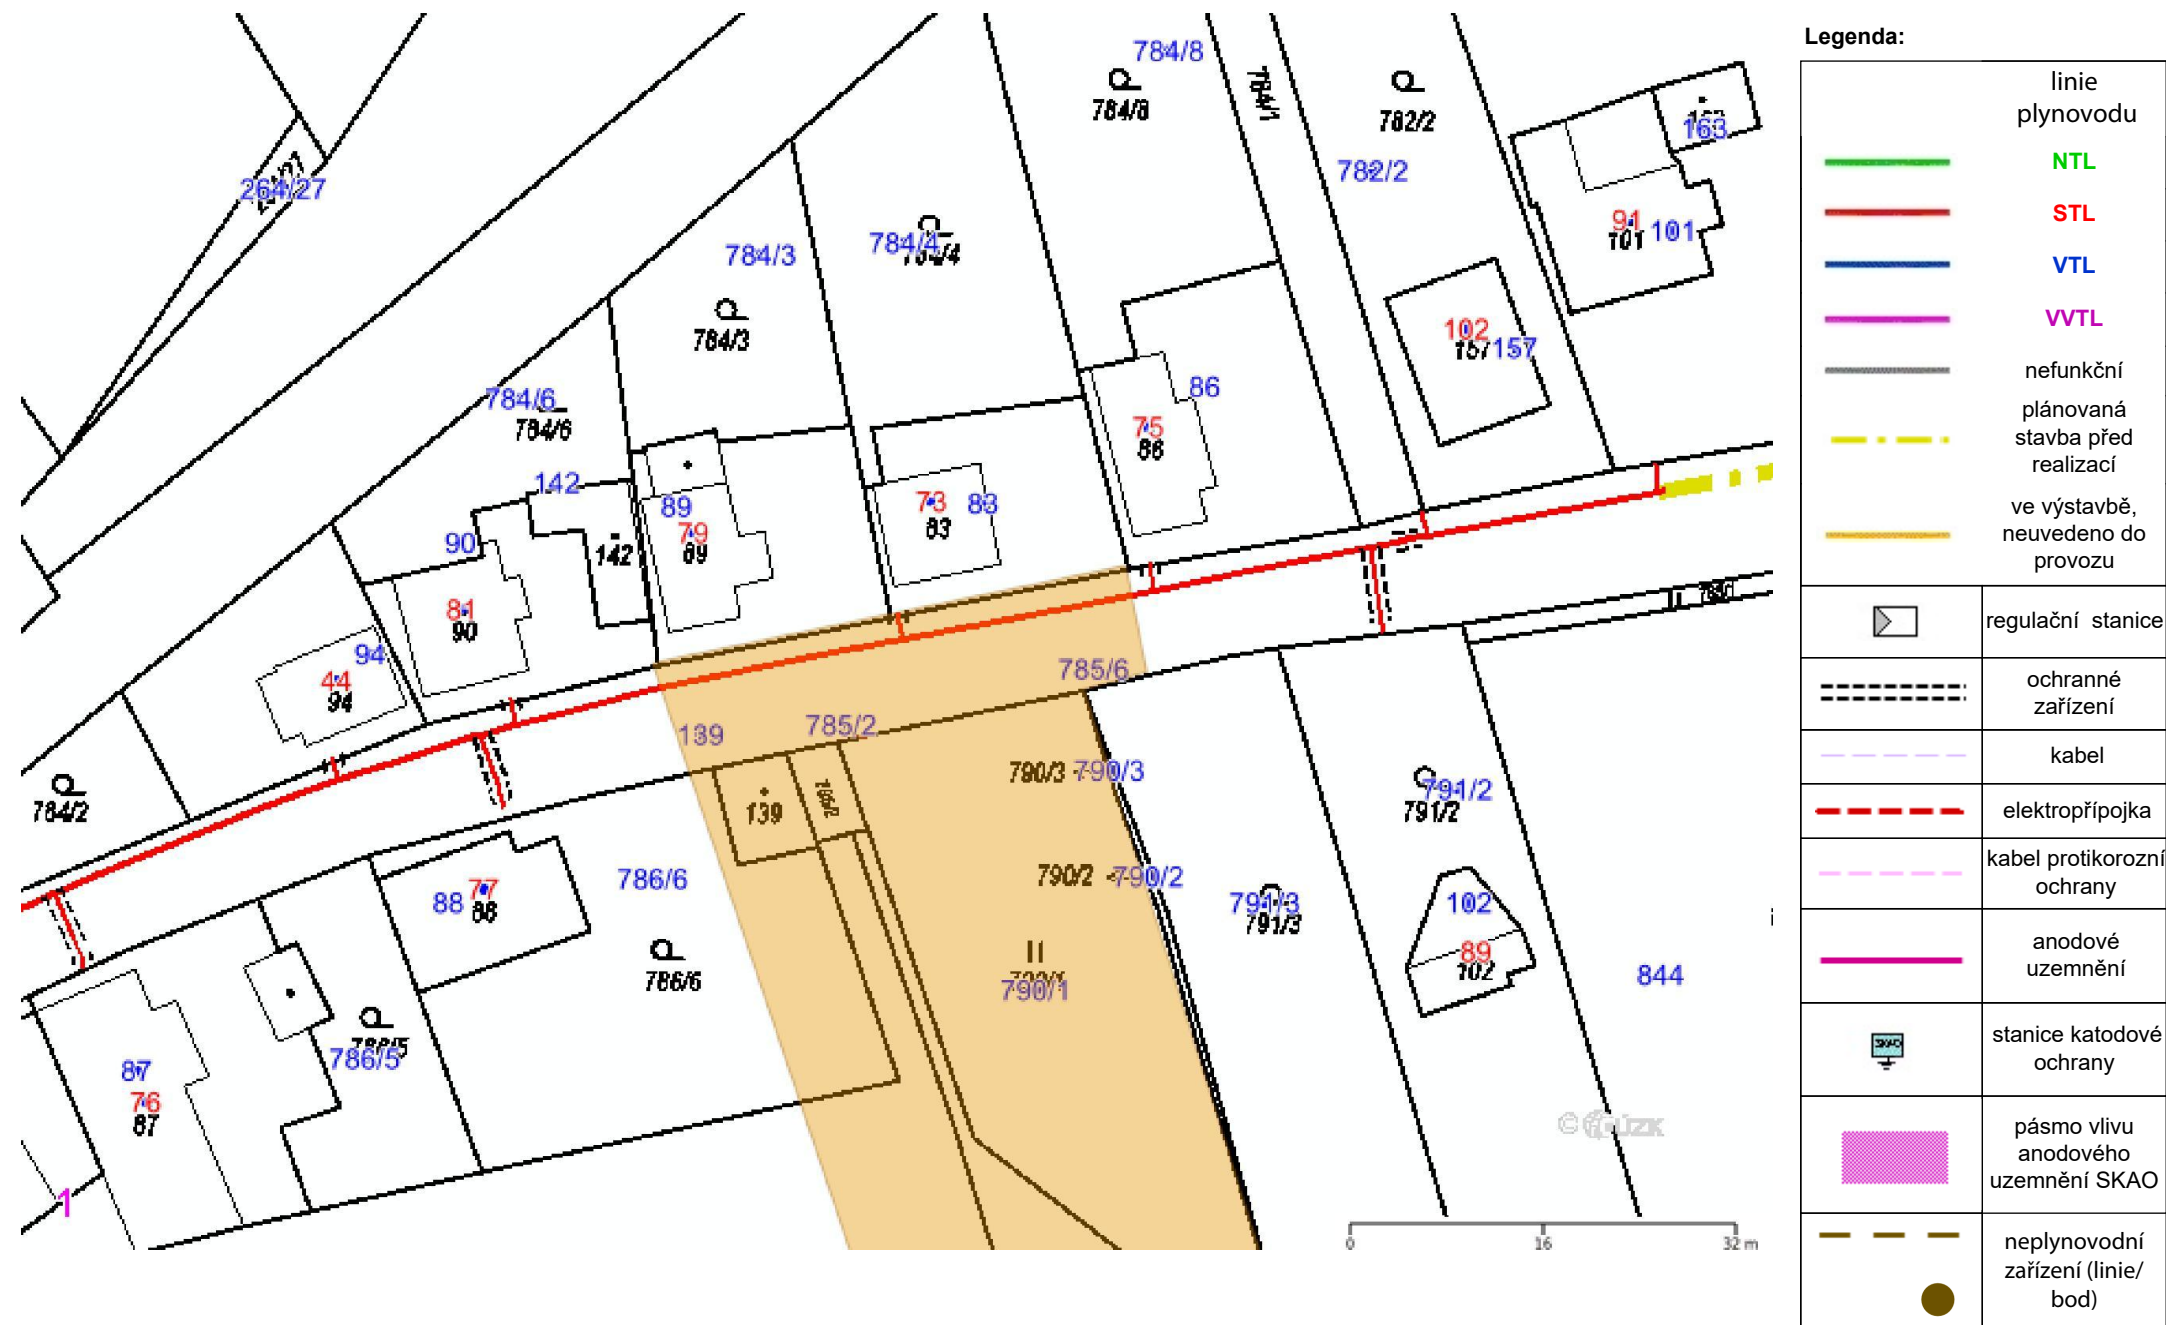 784/8
784/8
784/1
782/2
782/2
163
264/27
91
101
101
784/3
784/3
784/4
784/4
102
157
157
784/6
784/6
86
75
86
142
142
89
79
89
73
83
83
90
81
90
94
44
94
784/2
785/6
139
785/2
139
785/2
790/3
790/3
790/2
790/2
791/2
791/2
88
77
88
786/6
786/6
791/3
791/3
102
89
102
790/1
844
786/5
786/5
87
76
87
1
© ČÚZK
0
16
32 m
Legenda:
linie
plynovodu
NTL
STL
VTL
VVTL
nefunkční
plánovaná
stavba před
realizací
ve výstavbě,
neuvedeno do
provozu
regulační stanice
ochranné
zařízení
kabel
elektropřípojka
kabel protikorozní
ochrany
anodové
uzemnění
SKAO
stanice katodové
ochrany
pásmo vlivu
anodového
uzemnění SKAO
neplynovodní
zařízení (linie/
bod)